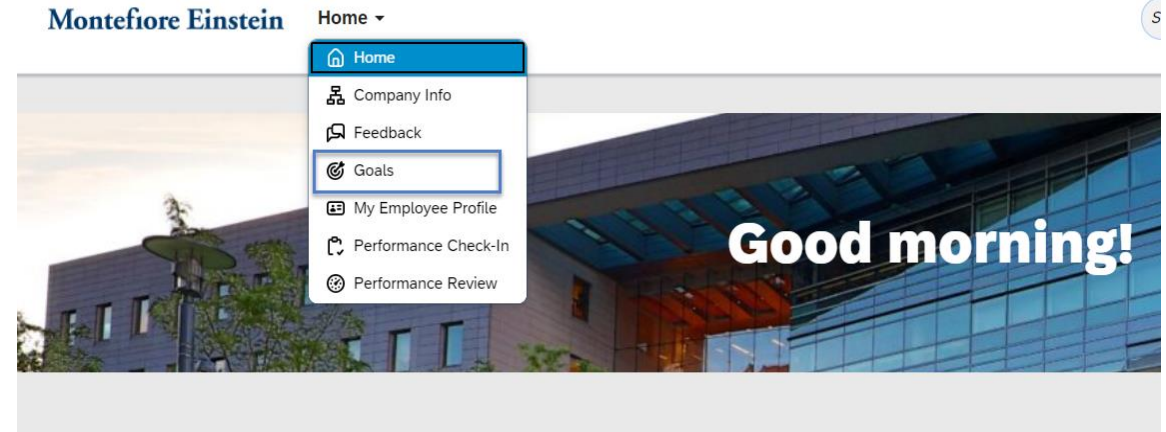 Montefiore Einstein Home
S
Home
Company Info
Feedback
Goals
My Employee Profile
Performance Check-In
Performance Review
Good morning!